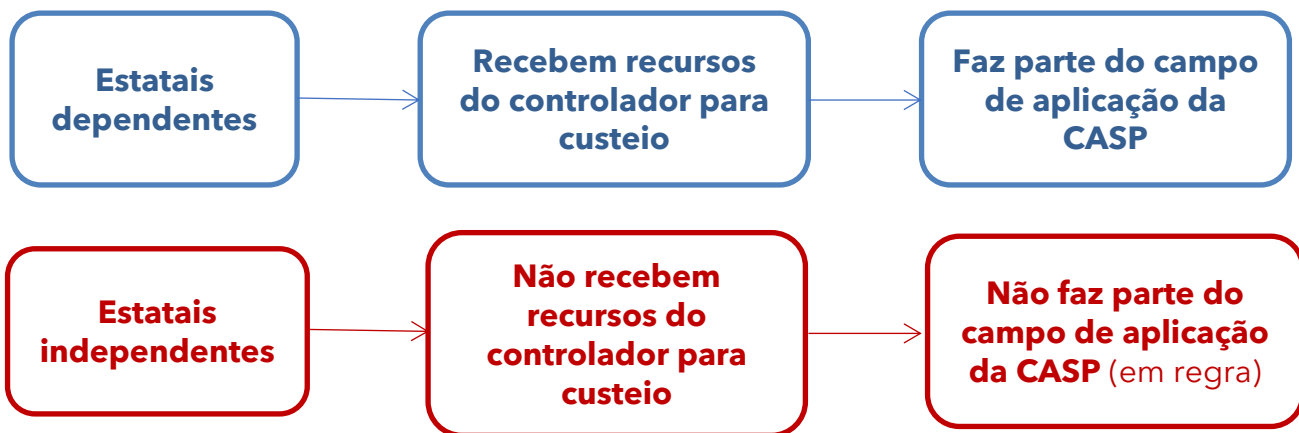 Estatais
dependentes
Recebem recursos
do controlador para
custeio
Faz parte do campo
de aplicação da
CASP
Estatais
independentes
Não recebem
recursos do
controlador para
custeio
Não faz parte do
campo de aplicação
da CASP (em regra)